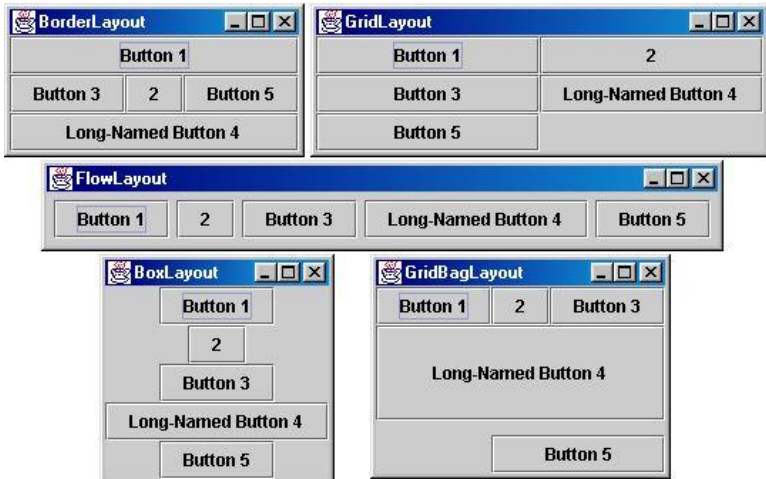 BorderLayout
Button 1
Button 3 2 Button 5
Long-Named Button 4
GridLayout
Button 1 2
Button 3 Long-Named Button 4
Button 5
FlowLayout
Button 1 2 Button 3 Long-Named Button 4 Button 5
BoxLayout
Button 1
2
Button 3
Long-Named Button 4
Button 5
GridBagLayout
Button 1 2 Button 3
Long-Named Button 4
Button 5